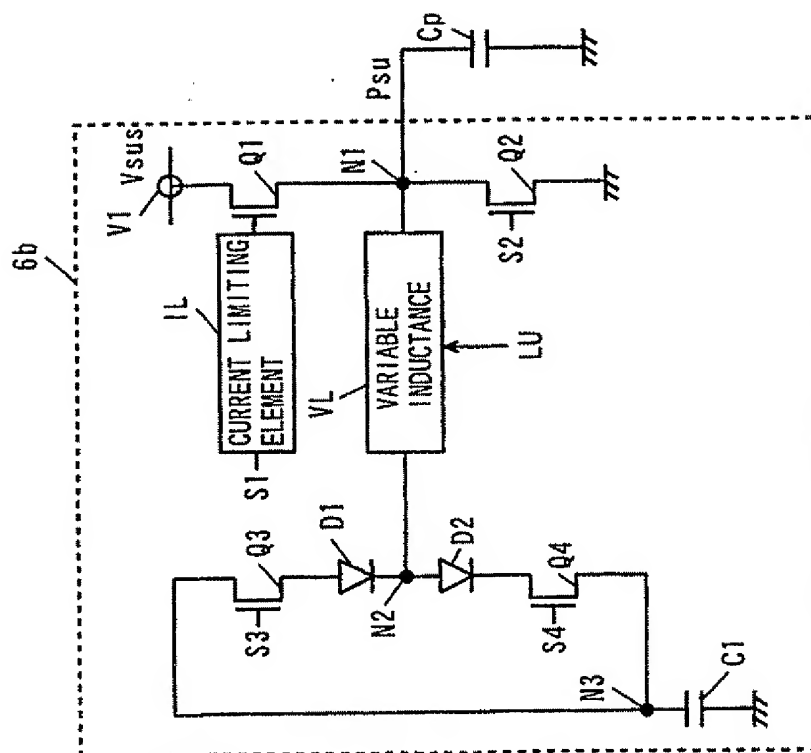 6b
V1
Vsus
IL
CURRENT LIMITING
ELEMENT
S1
Q1
N1
Psu
Cp
VL
VARIABLE
INDUCTANCE
LU
S2
Q2
S3
Q3
D1
N2
D2
S4
Q4
N3
C1